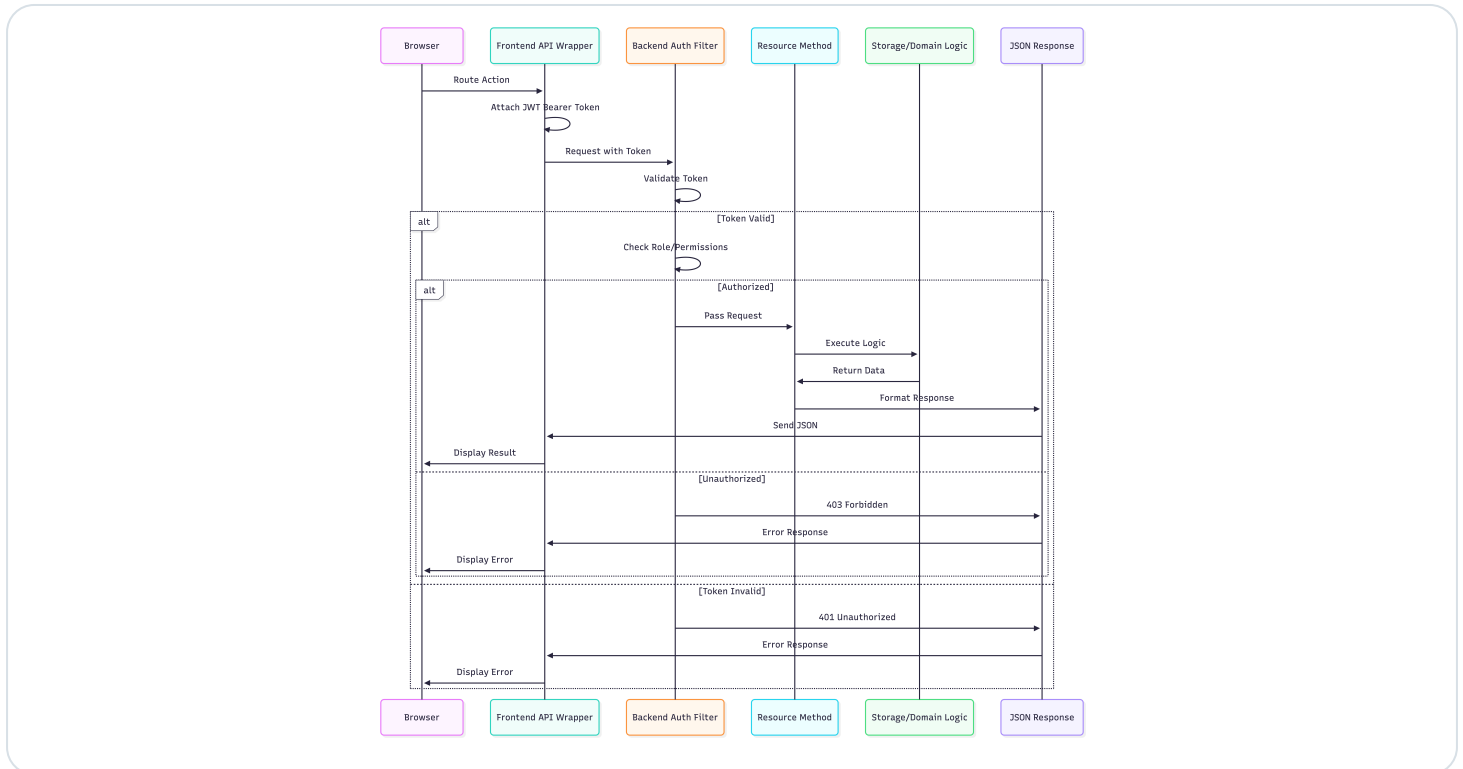 Browser
Frontend API Wrapper
Backend Auth Filter
Resource Method
Storage/Domain Logic
JSON Response
Route Action
Attach JWT Bearer Token
Request with Token
Validate Token
alt
[Token Valid]
Check Role/Permissions
alt
[Authorized]
Pass Request
Execute Logic
Return Data
Format Response
Send JSON
Display Result
[Unauthorized]
403 Forbidden
Error Response
Display Error
[Token Invalid]
401 Unauthorized
Error Response
Display Error
Browser
Frontend API Wrapper
Backend Auth Filter
Resource Method
Storage/Domain Logic
JSON Response